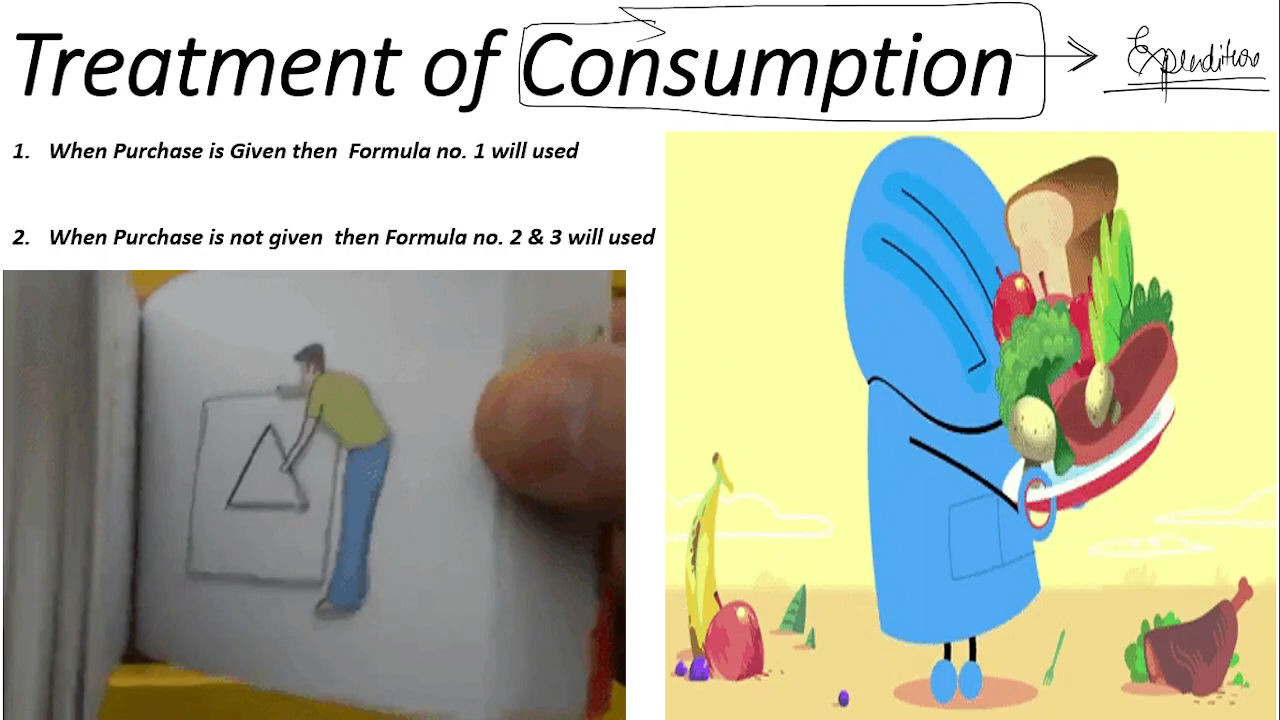 Treatment of Consumption
1. When Purchase is Given then Formula no. 1 will used
2. When Purchase is not given then Formula no. 2 & 3 will used